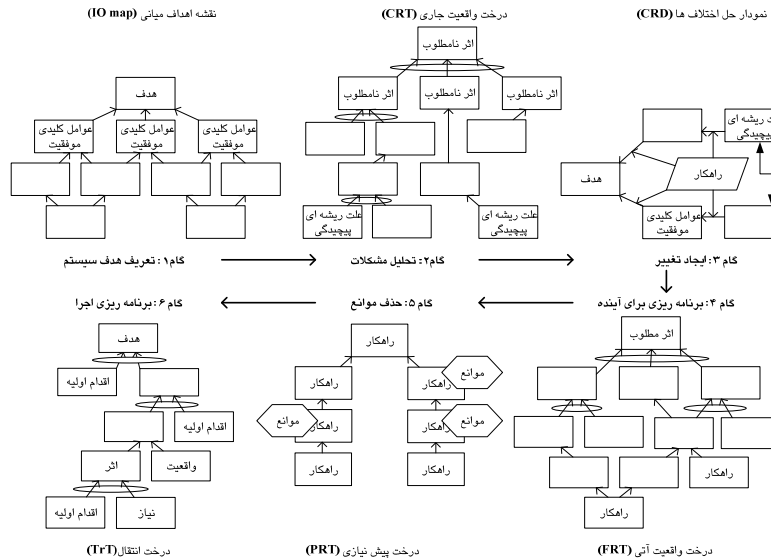 نقشه اهداف میانی (IO map)
هدف
عوامل کلیدی
موفقیت
عوامل کلیدی
موفقیت
عوامل کلیدی
موفقیت
گام۱: تعریف هدف سیستم
درخت واقعیت جاری (CRT)
اثر نامطلوب
اثر نامطلوب
اثر نامطلوب
اثر نامطلوب
علت ریشه ای
پیچیدگی
علت ریشه ای
پیچیدگی
گام۲: تحلیل مشکلات
نمودار حل اختلاف ها (CRD)
علت ریشه ای
پیچیدگی
راهکار
هدف
عوامل کلیدی
موفقیت
گام ۳: ایجاد تغییر
گام ۴: برنامه ریزی برای آینده
اثر مطلوب
راهکار
راهکار
درخت واقعیت آتی (FRT)
گام ۵: حذف موانع
راهکار
موانع
راهکار
راهکار
موانع
راهکار
راهکار
موانع
راهکار
راهکار
درخت پیش نیازی (PRT)
گام ۶: برنامه ریزی اجرا
هدف
اقدام اولیه
اقدام اولیه
اثر
واقعیت
اقدام اولیه
نیاز
درخت انتقال(TrT)